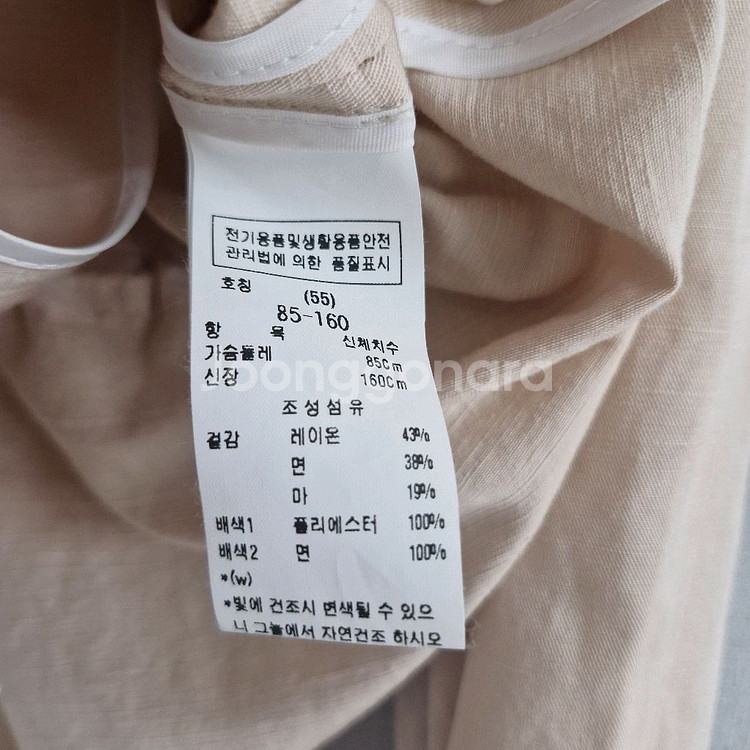 전기용품및생활용품안전
관리법에 의한 품질표시
호칭 (55)
85-160
항 목 신체치수
가슴둘레 85Cm
신장 160Cm
joonggonara
조성섬유
겉감 레이온 43%
면 38%
마 19%
배색1 폴리에스터 100%
배색2 면 100%
*(w)
*빛에 건조시 변색될 수 있으
니 그늘에서 자연건조 하시오